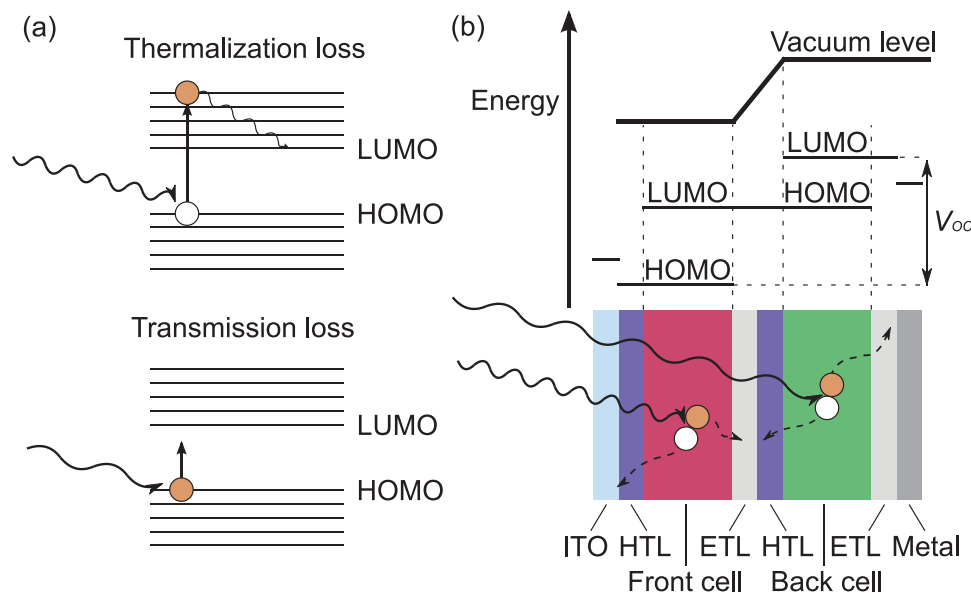 (a)
Thermalization loss
LUMO
HOMO
Transmission loss
LUMO
HOMO
(b)
Vacuum level
Energy
LUMO
LUMO
HOMO
HOMO
Voc
ITO HTL ETL HTL ETL Metal
Front cell Back cell